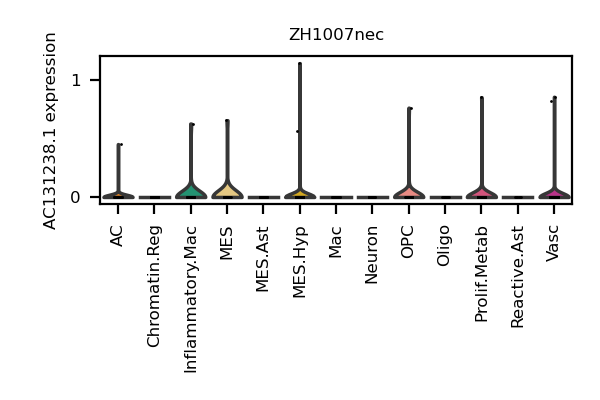 ZH1007nec
AC131238.1 expression
1
0
AC
Chromatin.Reg
Inflammatory.Mac
MES
MES.Ast
MES.Hyp
Mac
Neuron
OPC
Oligo
Prolif.Metab
Reactive.Ast
Vasc